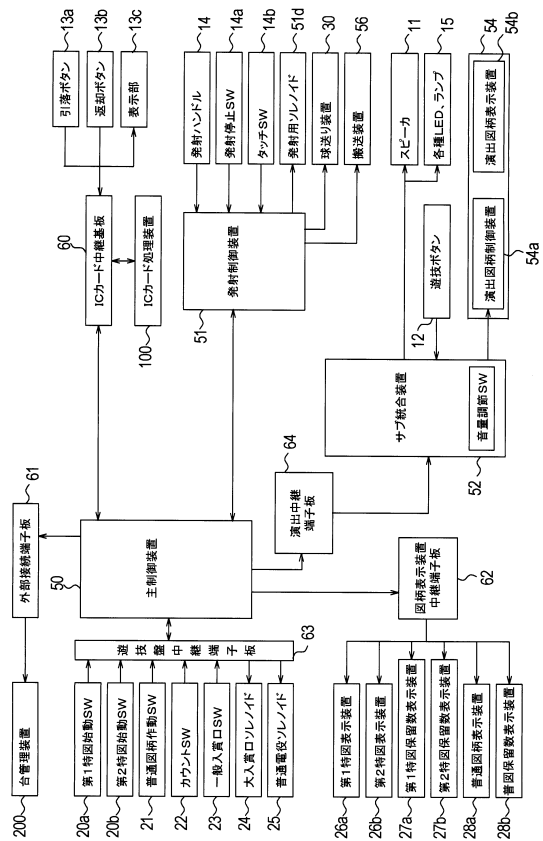 200
台管理装置
61
外部接続端子板
50
主制御装置
63
遊技盤中継端子板
20a
第1特図始動SW
20b
第2特図始動SW
21
普通図柄作動SW
22
カウントSW
23
一般入賞口SW
24
大入賞口ソレノイド
25
普通電役ソレノイド
60
ICカード中継基板
100
ICカード処理装置
13a
引落ボタン
13b
返却ボタン
13c
表示部
51
発射制御装置
14
発射ハンドル
14a
発射停止SW
14b
タッチSW
51d
発射用ソレノイド
30
球送り装置
56
搬送装置
64
演出中継
端子板
62
図柄表示装置
中継端子板
26a
第1特図表示装置
26b
第2特図表示装置
27a
第1特図保留数表示装置
27b
第2特図保留数表示装置
28a
普通図柄表示装置
28b
普図保留数表示装置
52
サブ統合装置
音量調節SW
11
スピーカ
15
各種LED、ランプ
12
遊技ボタン
54
54a
演出図柄制御装置
54b
演出図柄表示装置